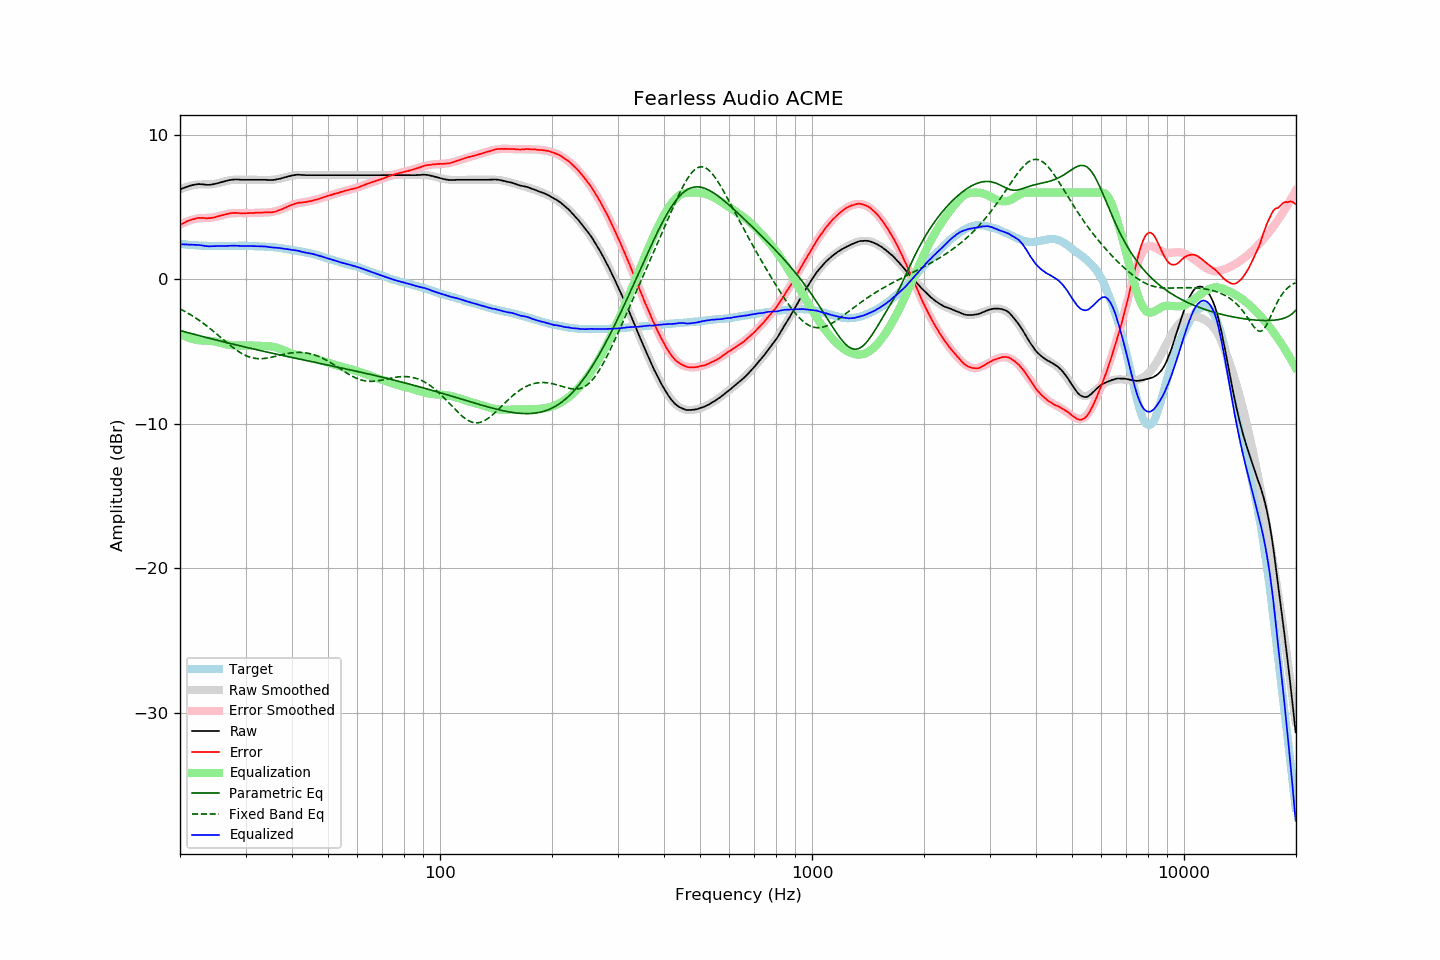 Fearless Audio ACME
10
0
−10
−20
−30
Amplitude (dBr)
Target
Raw Smoothed
Error Smoothed
Raw
Error
Equalization
Parametric Eq
Fixed Band Eq
Equalized
100
1000
10000
Frequency (Hz)